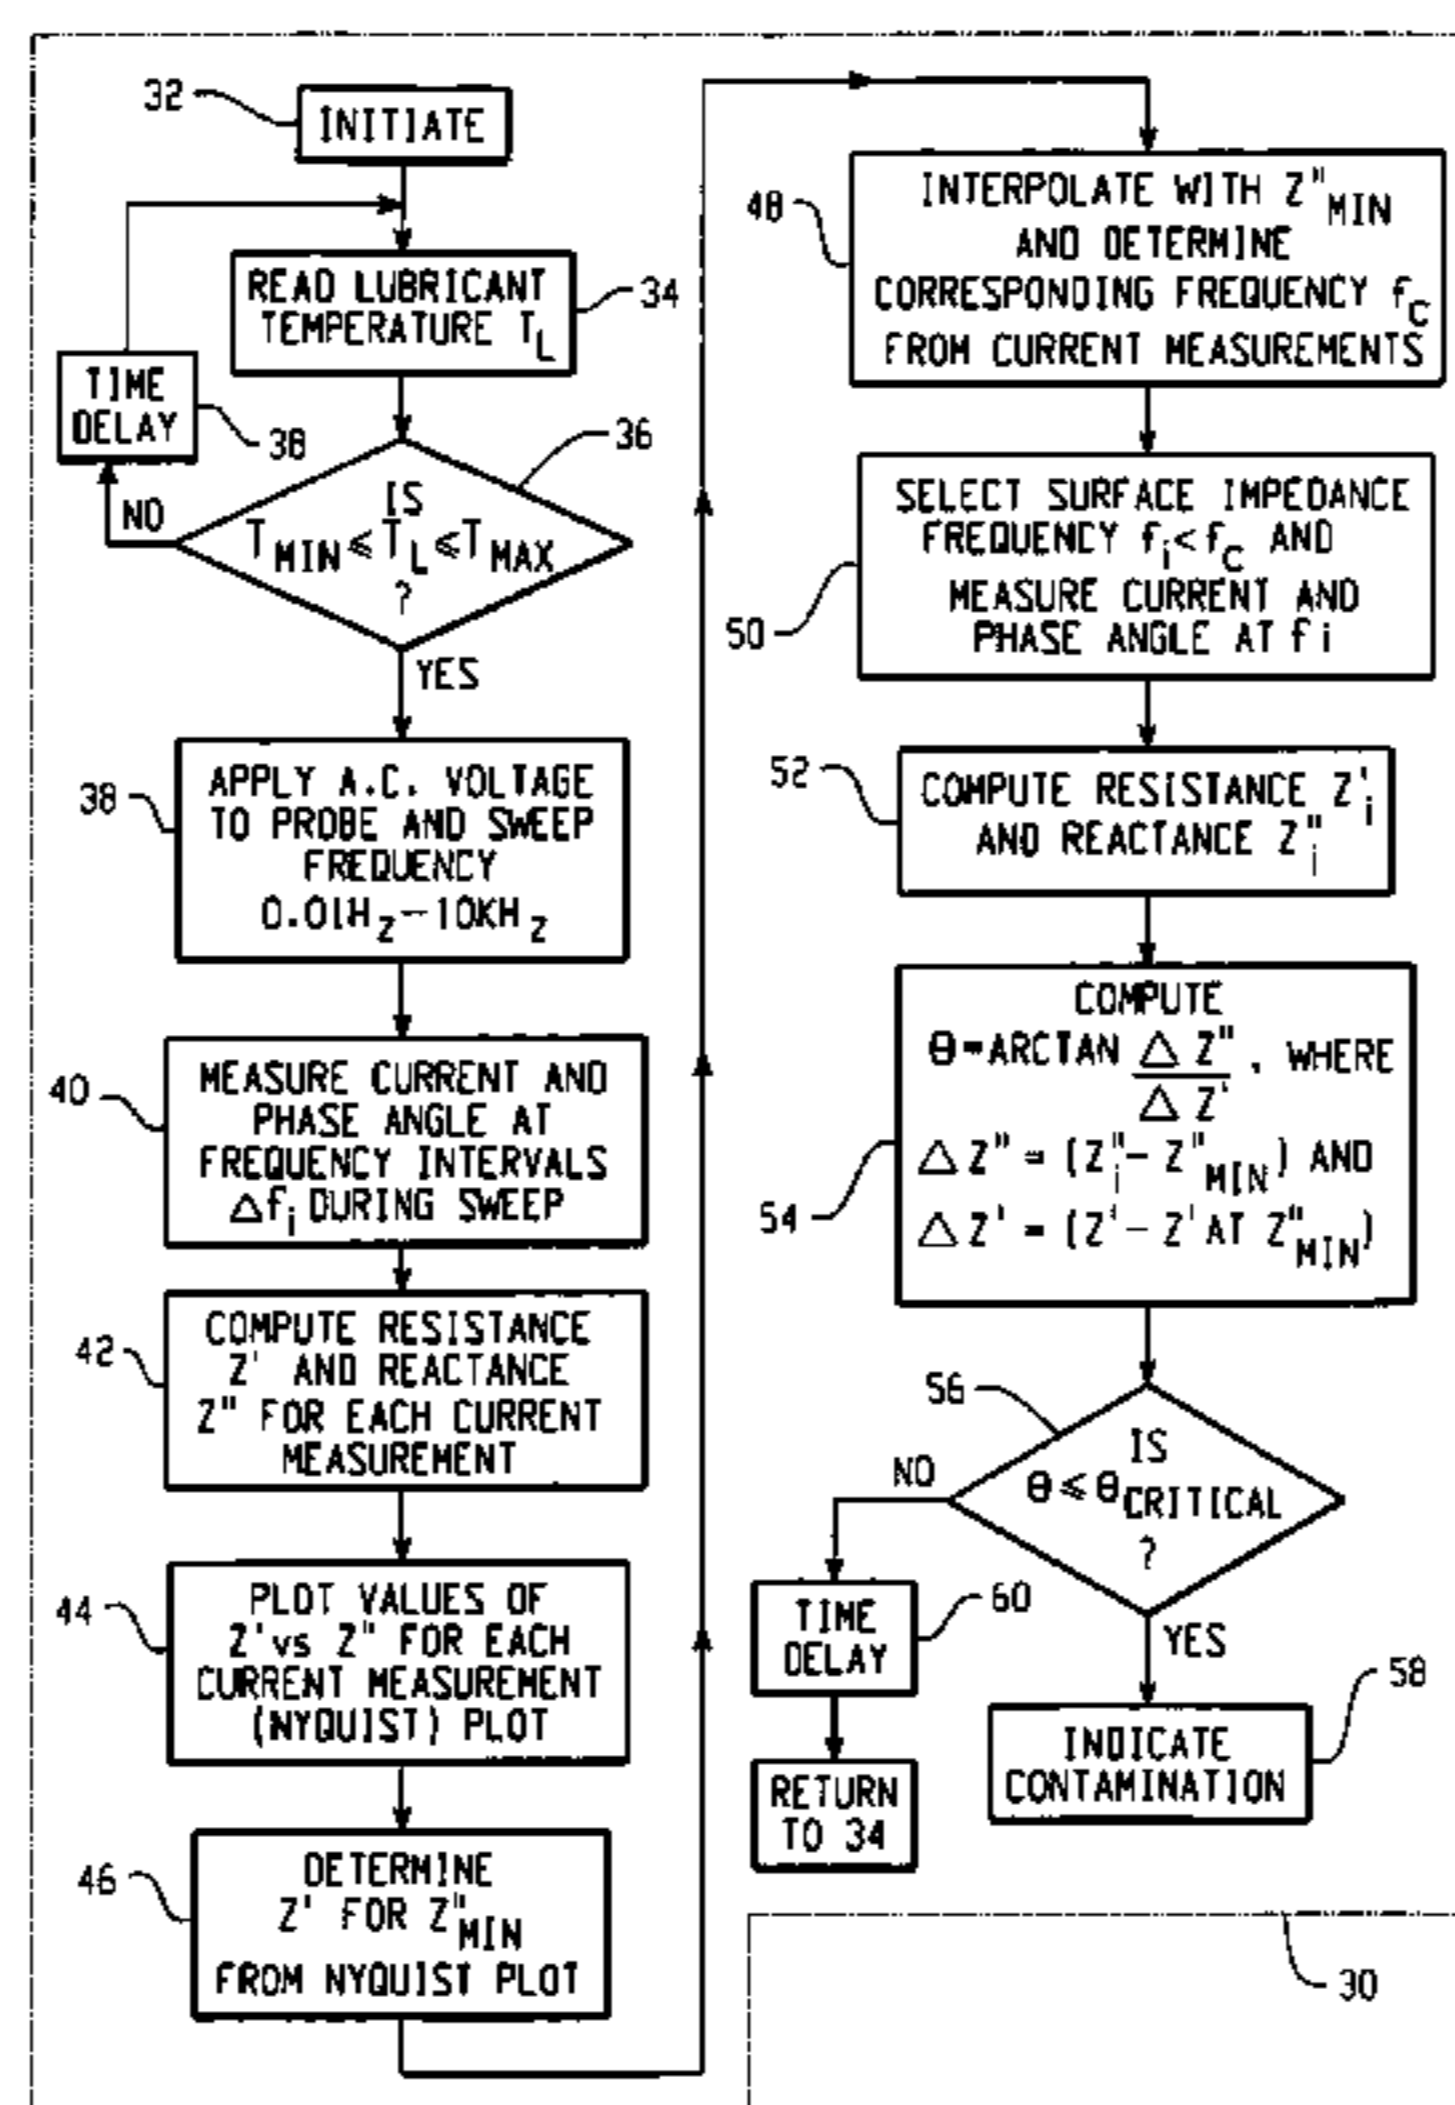 32
INITIATE
READ LUBRICANT
TEMPERATURE T_L
34
TIME
DELAY
38
36
IS
T_MIN ≤ T_L ≤ T_MAX
?
NO
YES
38
APPLY A.C. VOLTAGE
TO PROBE AND SWEEP
FREQUENCY
0.01H_Z - 10KH_Z
40
MEASURE CURRENT AND
PHASE ANGLE AT
FREQUENCY INTERVALS
Δf_i DURING SWEEP
42
COMPUTE RESISTANCE
Z' AND REACTANCE
Z" FOR EACH CURRENT
MEASUREMENT
44
PLOT VALUES OF
Z' vs Z" FOR EACH
CURRENT MEASUREMENT
(NYQUIST) PLOT
46
DETERMINE
Z' FOR Z"_MIN
FROM NYQUIST PLOT
48
INTERPOLATE WITH Z"_MIN
AND DETERMINE
CORRESPONDING FREQUENCY f_C
FROM CURRENT MEASUREMENTS
50
SELECT SURFACE IMPEDANCE
FREQUENCY f_i < f_C AND
MEASURE CURRENT AND
PHASE ANGLE AT f i
52
COMPUTE RESISTANCE Z'_i
AND REACTANCE Z"_i
54
COMPUTE
θ = ARCTAN Δ Z" / Δ Z' , WHERE
Δ Z" = (Z"_i - Z"_MIN) AND
Δ Z' = (Z' - Z' AT Z"_MIN)
56
IS
θ ≤ θ_CRITICAL
?
NO
YES
60
TIME
DELAY
RETURN
TO 34
58
INDICATE
CONTAMINATION
30